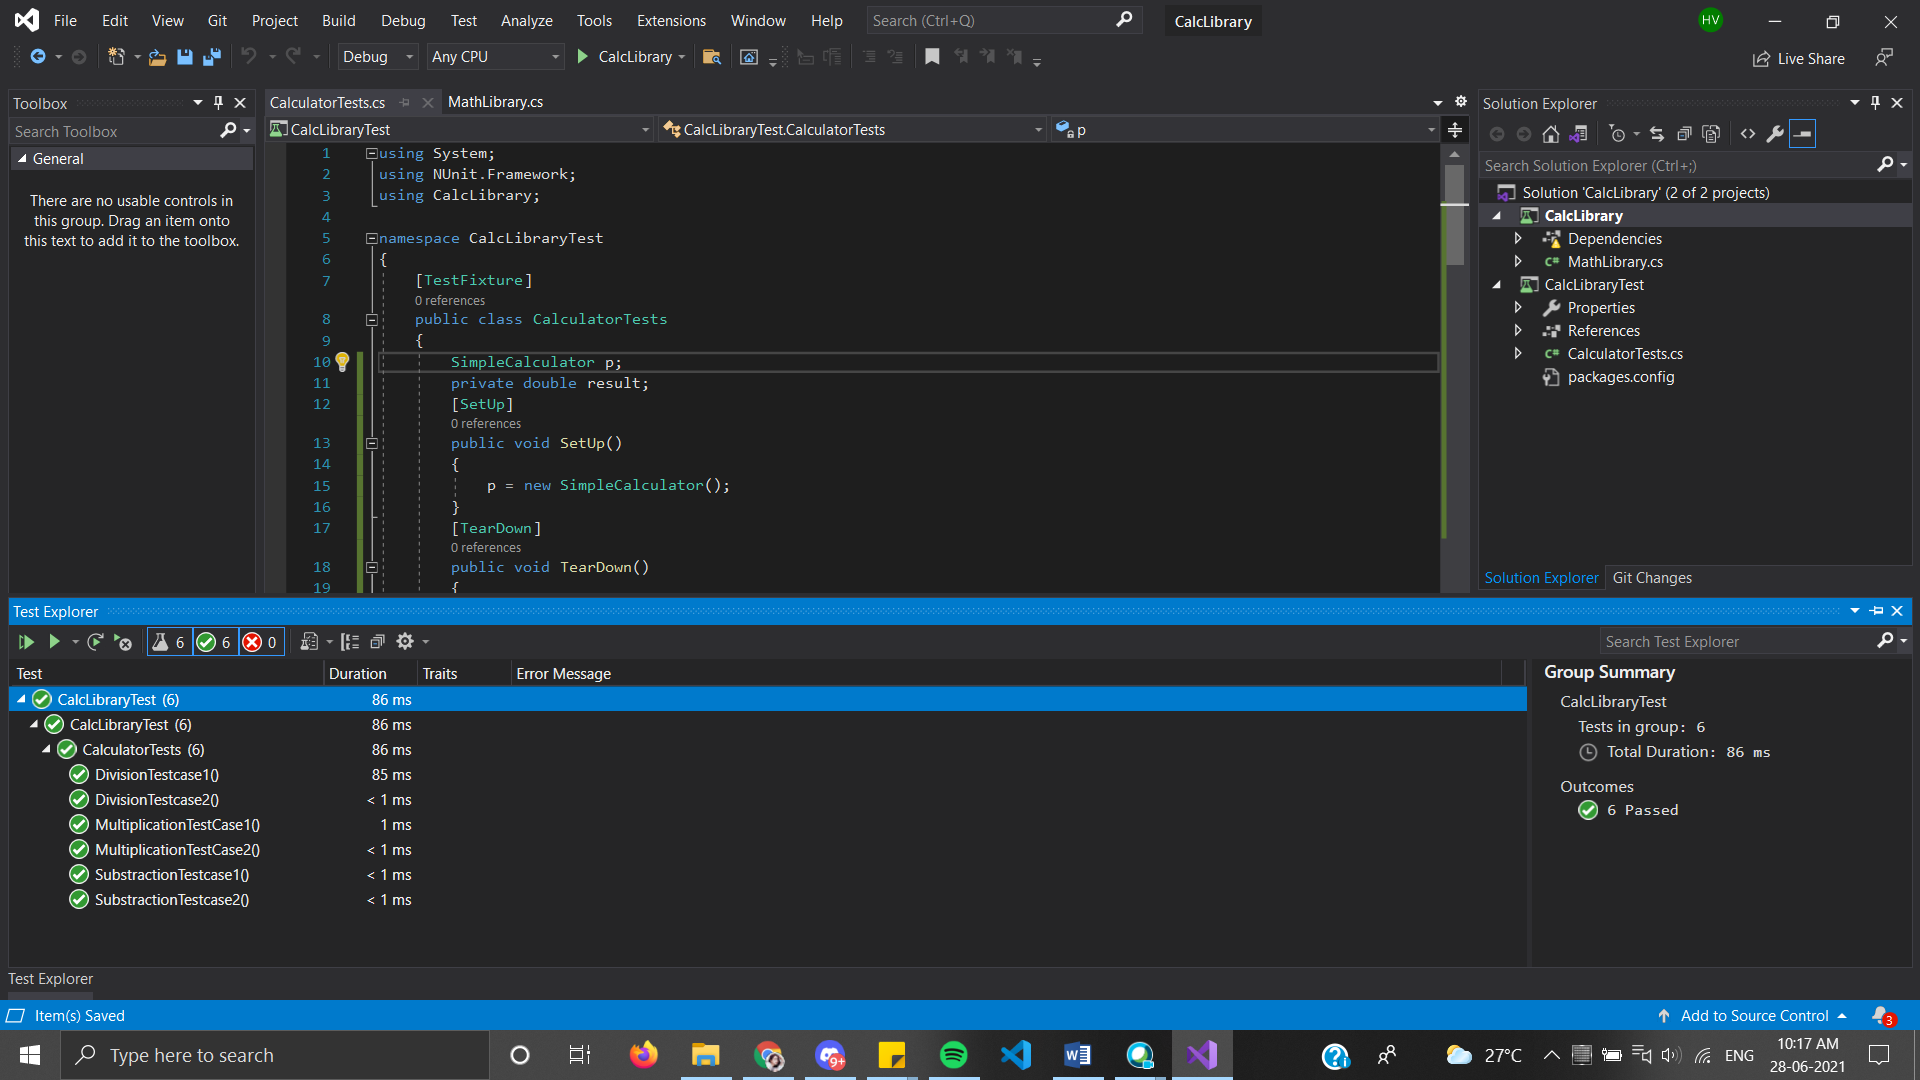 File Edit View Git Project Build Debug Test Analyze Tools Extensions Window Help Search (Ctrl+Q) CalcLibrary HV
Debug Any CPU CalcLibrary Live Share
Toolbox
Search Toolbox
General
There are no usable controls in
this group. Drag an item onto
this text to add it to the toolbox.
CalculatorTests.cs MathLibrary.cs
CalcLibraryTest CalcLibraryTest.CalculatorTests p
1 using System;
2 using NUnit.Framework;
3 using CalcLibrary;
4
5 namespace CalcLibraryTest
6 {
7 [TestFixture]
0 references
8 public class CalculatorTests
9 {
10 SimpleCalculator p;
11 private double result;
12 [SetUp]
0 references
13 public void SetUp()
14 {
15 p = new SimpleCalculator();
16 }
17 [TearDown]
0 references
18 public void TearDown()
19 {
Solution Explorer
Search Solution Explorer (Ctrl+;)
Solution 'CalcLibrary' (2 of 2 projects)
CalcLibrary
Dependencies
C# MathLibrary.cs
CalcLibraryTest
Properties
References
C# CalculatorTests.cs
packages.config
Solution Explorer Git Changes
Test Explorer
6 6 0 Search Test Explorer
Test Duration Traits Error Message
CalcLibraryTest (6) 86 ms
CalcLibraryTest (6) 86 ms
CalculatorTests (6) 86 ms
DivisionTestcase1() 85 ms
DivisionTestcase2() < 1 ms
MultiplicationTestCase1() 1 ms
MultiplicationTestCase2() < 1 ms
SubstractionTestcase1() < 1 ms
SubstractionTestcase2() < 1 ms
Group Summary
CalcLibraryTest
Tests in group: 6
Total Duration: 86 ms
Outcomes
6 Passed
Test Explorer
Item(s) Saved Add to Source Control 3
Type here to search 9+ 27°C ENG 10:17 AM
28-06-2021